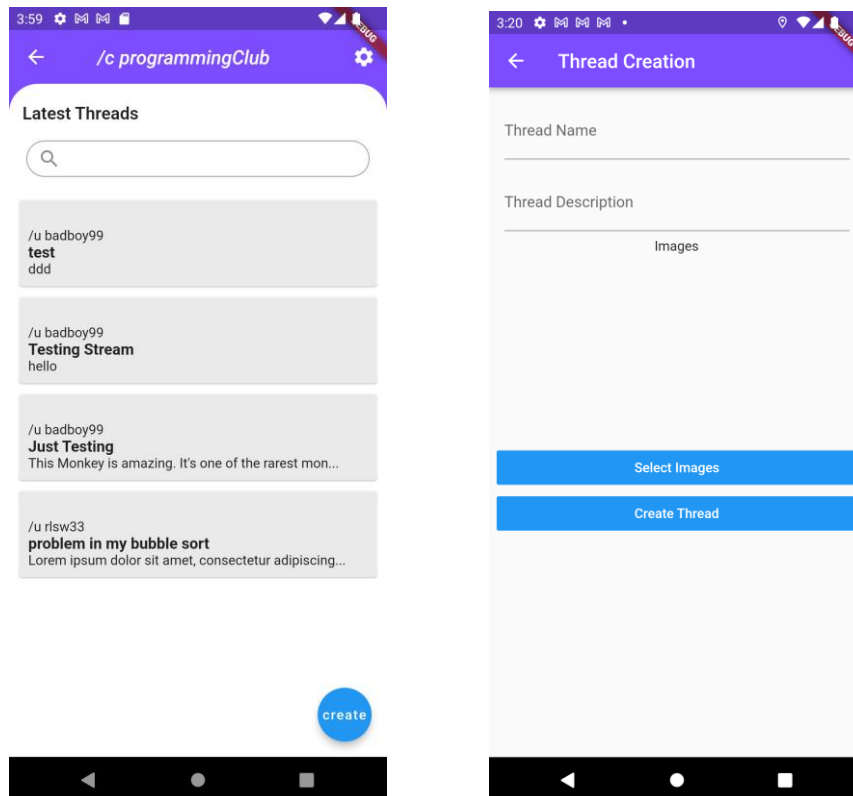 3:59
/c programmingClub
Latest Threads
/u badboy99
test
ddd
/u badboy99
Testing Stream
hello
/u badboy99
Just Testing
This Monkey is amazing. It's one of the rarest mon...
/u rlsw33
problem in my bubble sort
Lorem ipsum dolor sit amet, consectetur adipiscing...
create
3:20
Thread Creation
Thread Name
Thread Description
Images
Select Images
Create Thread